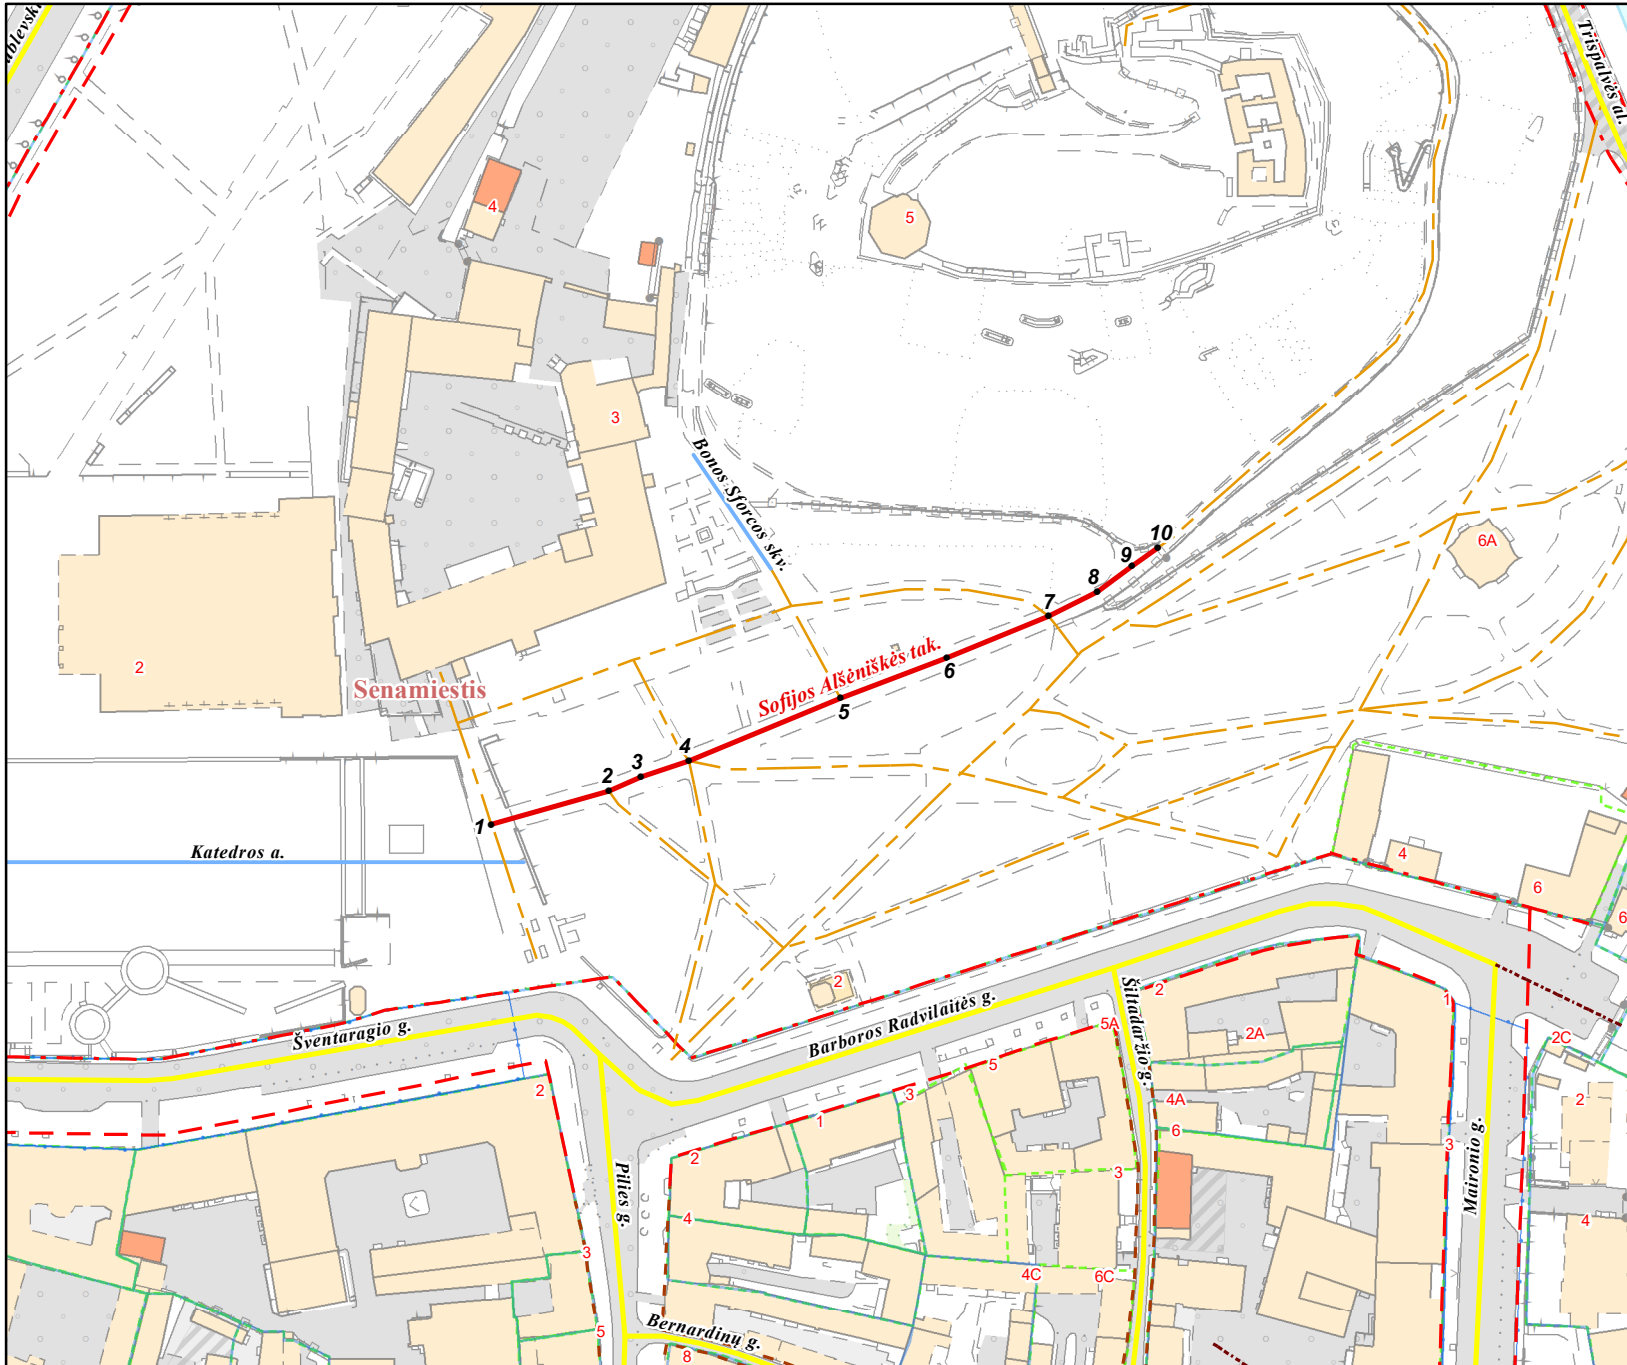 Trispalvės al.
4
5
3
Bonos Sforcos skv.
6A
10
9
8
7
2
Senamiestis
Sofijos Alšėniškės tak.
6
5
4
3
2
1
Katedros a.
4
6
6
2
Šventaragio g.
Barboros Radvilaitės g.
Šiltadaržio g.
2
1
2A
2C
5A
5
3
1
2
2
4A
6
2
3
3
Maironio g.
Pilies g.
4
4
3
4C
6C
5
Bernardinų g.
8